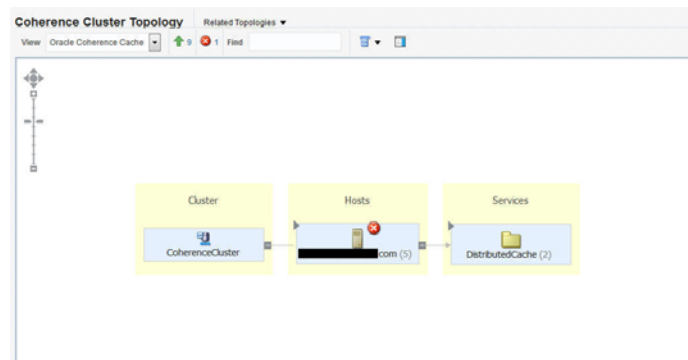 Coherence Cluster Topology Related Topologies
View Oracle Coherence Cache 9 1 Find
Cluster Hosts Services
CoherenceCluster com (5) DistributedCache (2)